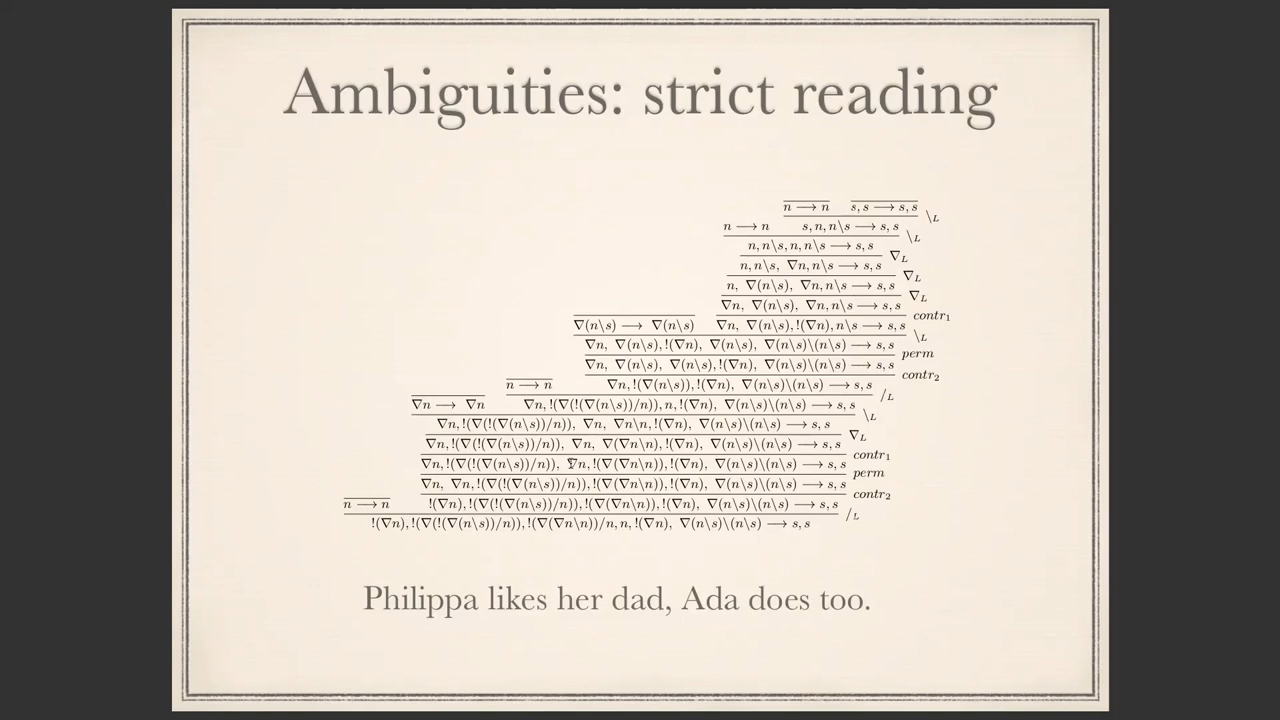 Ambiguities: strict reading
n ⟶ n    s, s ⟶ s, s   \L
n ⟶ n    s, n, n\s ⟶ s, s   \L
n, n\s, n, n\s ⟶ s, s   ∇L
n, n\s, ∇n, n\s ⟶ s, s   ∇L
n, ∇(n\s), ∇n, n\s ⟶ s, s   ∇L
∇n, ∇(n\s), ∇n, n\s ⟶ s, s   contr1
∇(n\s) ⟶ ∇(n\s)    ∇n, ∇(n\s), !(∇n), n\s ⟶ s, s   \L
∇n, ∇(n\s), !(∇n), ∇(n\s)\(n\s) ⟶ s, s   perm
∇n, ∇(n\s), ∇(n\s), !(∇n), ∇(n\s)\(n\s) ⟶ s, s   contr2
n ⟶ n    ∇n, !(∇(n\s)), !(∇n), ∇(n\s)\(n\s) ⟶ s, s   /L
∇n ⟶ ∇n    ∇n, !(∇(!(∇(n\s))/n)), n, !(∇n), ∇(n\s)\(n\s) ⟶ s, s   \L
∇n, !(∇(!(∇(n\s))/n)), ∇n, ∇n\n, !(∇n), ∇(n\s)\(n\s) ⟶ s, s   ∇L
∇n, !(∇(!(∇(n\s))/n)), ∇n, ∇(∇n\n), !(∇n), ∇(n\s)\(n\s) ⟶ s, s   contr1
∇n, !(∇(!(∇(n\s))/n)), ∇n, !(∇(∇n\n)), !(∇n), ∇(n\s)\(n\s) ⟶ s, s   perm
∇n, ∇n, !(∇(!(∇(n\s))/n)), !(∇(∇n\n)), !(∇n), ∇(n\s)\(n\s) ⟶ s, s   contr2
n ⟶ n    !(∇n), !(∇(!(∇(n\s))/n)), !(∇(∇n\n)), !(∇n), ∇(n\s)\(n\s) ⟶ s, s   /L
!(∇n), !(∇(!(∇(n\s))/n)), !(∇(∇n\n))/n, n, !(∇n), ∇(n\s)\(n\s) ⟶ s, s
Philippa likes her dad, Ada does too.